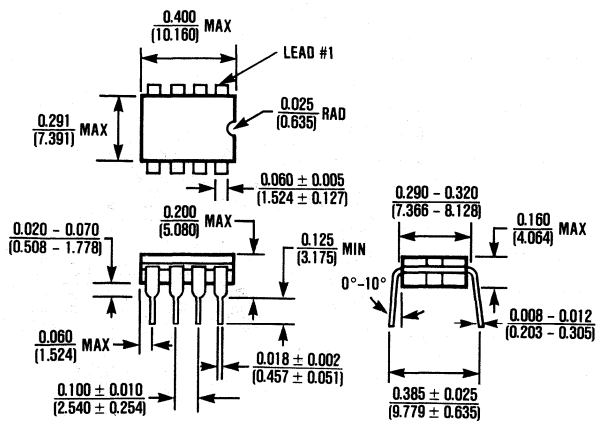 0.400
(10.160) MAX
LEAD #1
0.291
(7.391) MAX
0.025
(0.635) RAD
0.060 ± 0.005
(1.524 ± 0.127)
0.290 - 0.320
(7.366 - 8.128)
0.200
(5.080) MAX
0.160
(4.064) MAX
0.020 - 0.070
(0.508 - 1.778)
0.125
(3.175) MIN
0°-10°
0.008 - 0.012
(0.203 - 0.305)
0.060
(1.524) MAX
0.018 ± 0.002
(0.457 ± 0.051)
0.100 ± 0.010
(2.540 ± 0.254)
0.385 ± 0.025
(9.779 ± 0.635)